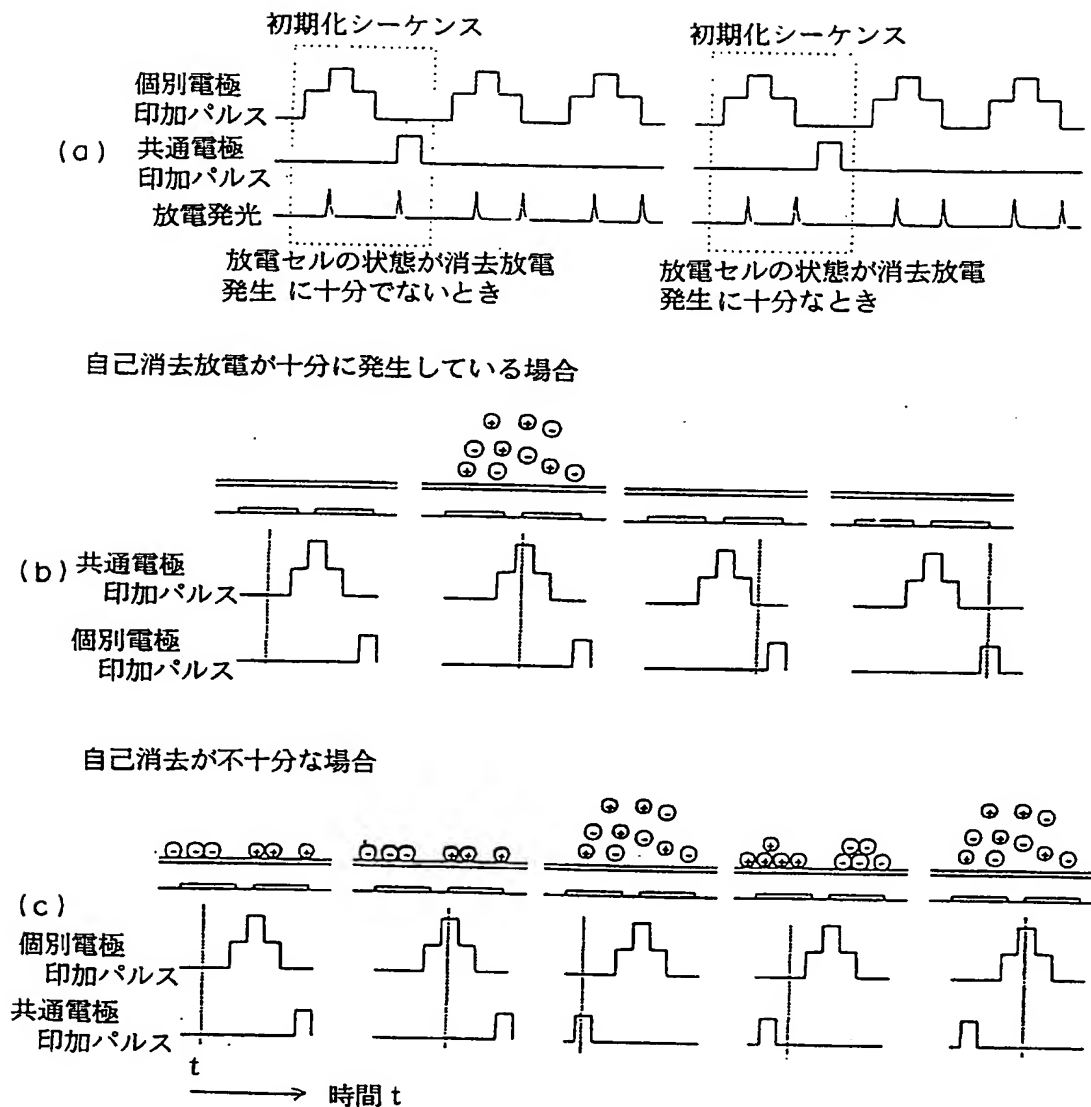 初期化シーケンス
初期化シーケンス
個別電極
印加パルス
(a)
共通電極
印加パルス
放電発光
放電セルの状態が消去放電
発生に十分でないとき
放電セルの状態が消去放電
発生に十分なとき
自己消去放電が十分に発生している場合
(b)
共通電極
印加パルス
個別電極
印加パルス
自己消去が不十分な場合
(c)
個別電極
印加パルス
共通電極
印加パルス
t
時間 t